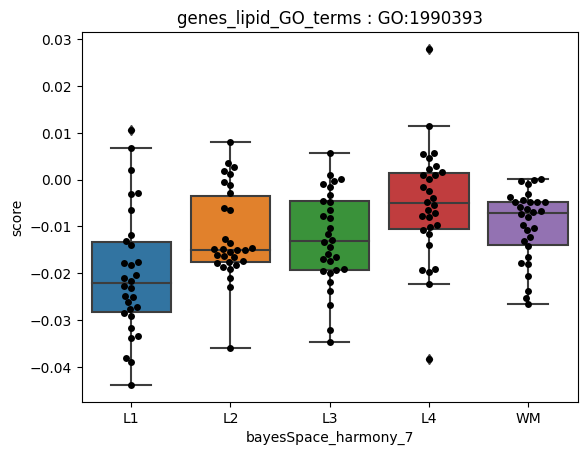 genes_lipid_GO_terms : GO:1990393
0.03
0.02
0.01
0.00
−0.01
−0.02
−0.03
−0.04
score
L1 L2 L3 L4 WM
bayesSpace_harmony_7